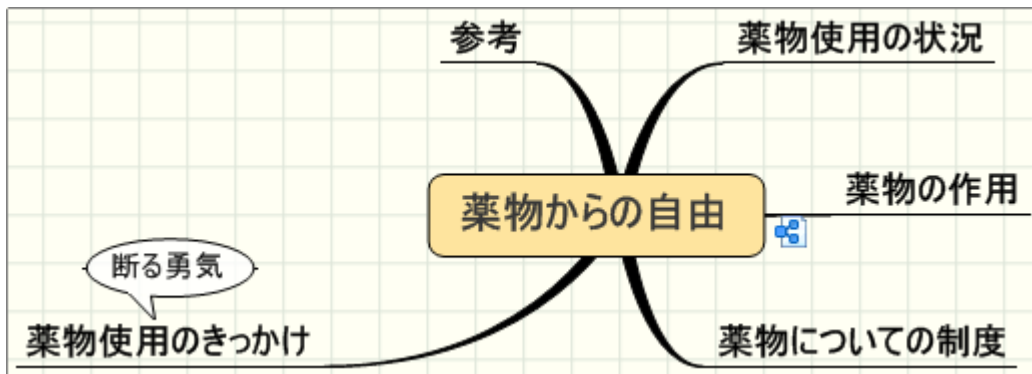 参考
薬物使用の状況
薬物からの自由
薬物の作用
断る勇気
薬物使用のきっかけ
薬物についての制度